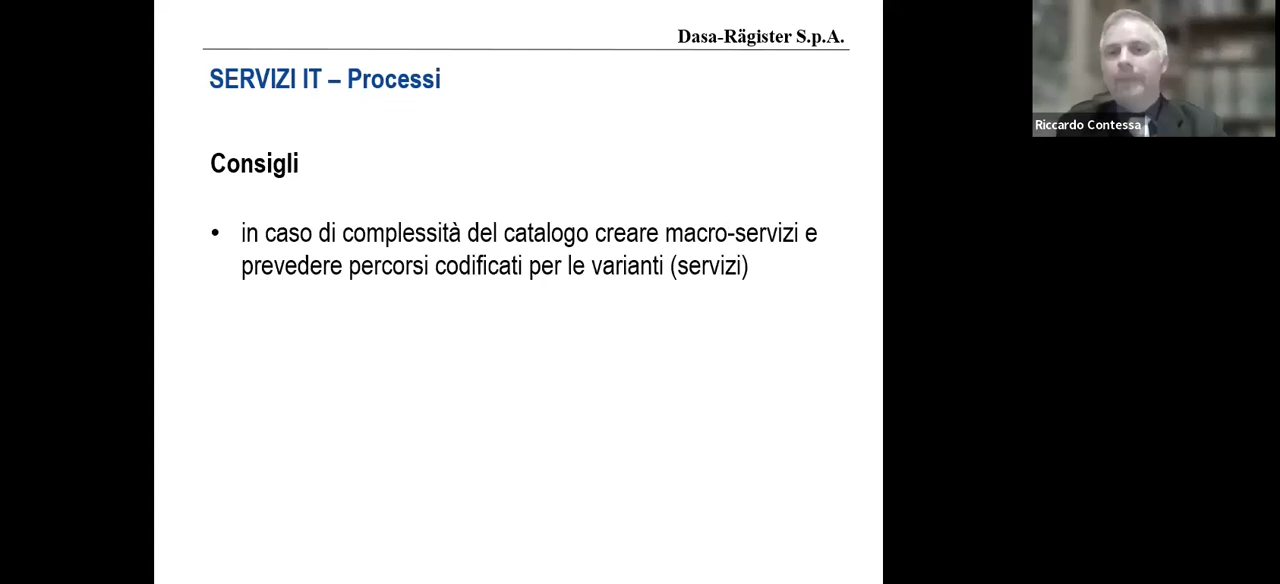 Dasa-Rägister S.p.A.
SERVIZI IT – Processi
Consigli
• in caso di complessità del catalogo creare macro-servizi e
prevedere percorsi codificati per le varianti (servizi)
Riccardo Contessa